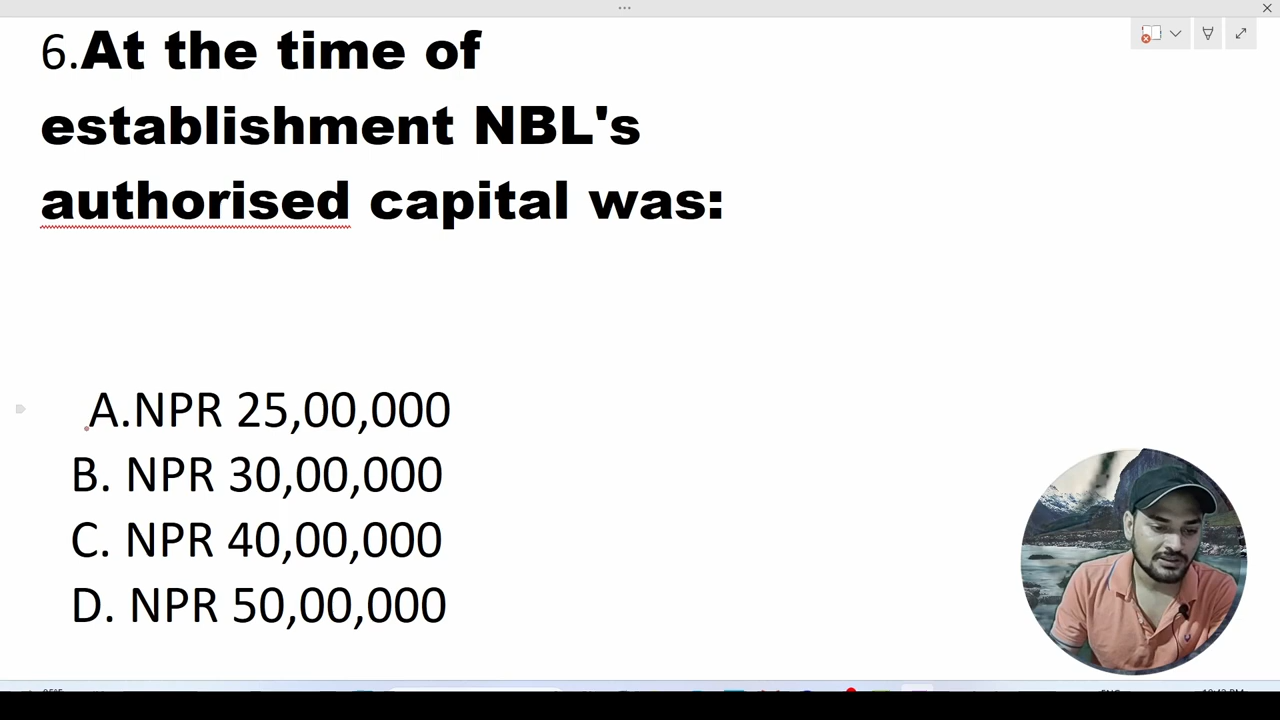 6.At the time of
establishment NBL's
authorised capital was:
A.NPR 25,00,000
B. NPR 30,00,000
C. NPR 40,00,000
D. NPR 50,00,000